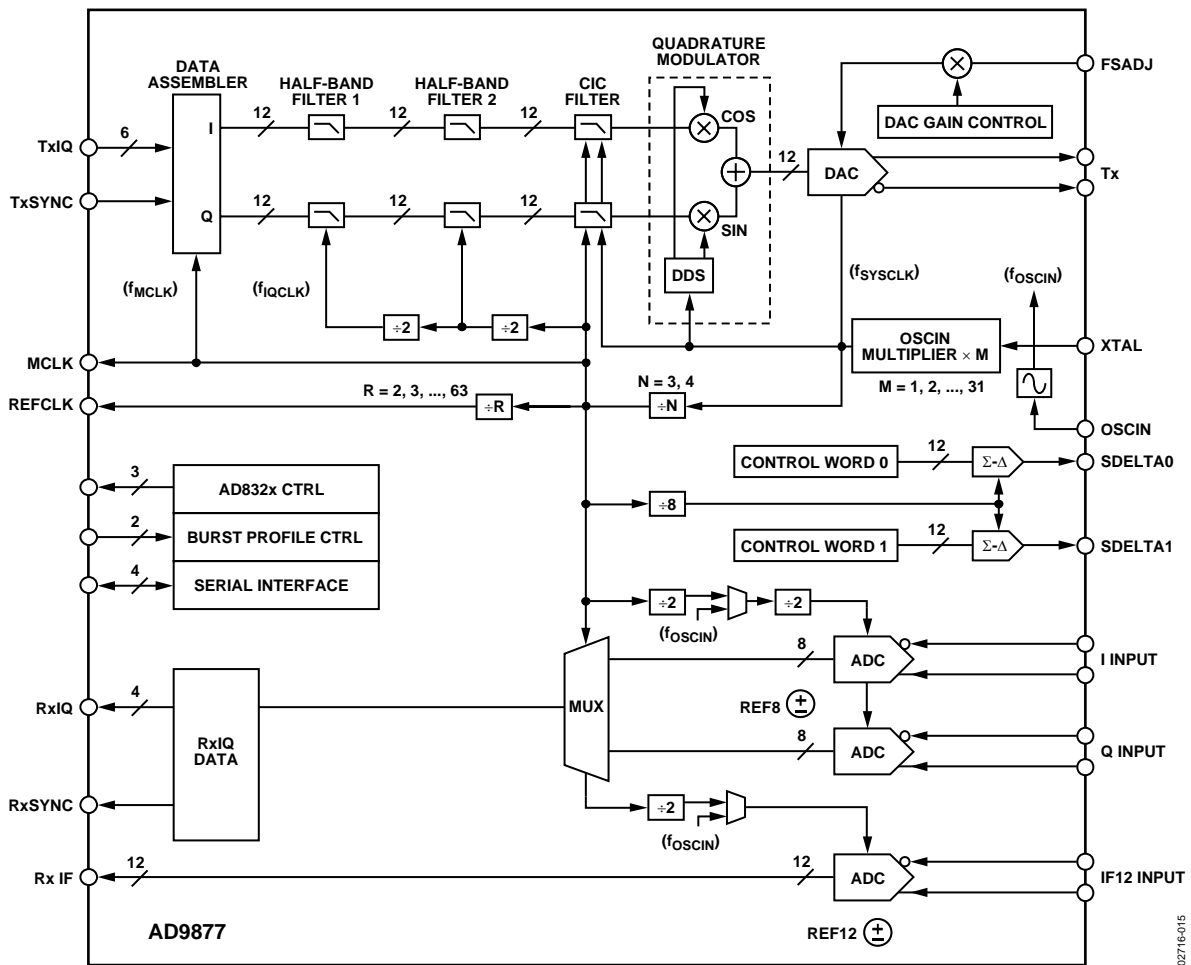 QUADRATURE
MODULATOR
DATA
ASSEMBLER
HALF-BAND
FILTER 1
HALF-BAND
FILTER 2
CIC
FILTER
FSADJ
DAC GAIN CONTROL
I
12
12
12
COS
TxIQ
6
12
DAC
Tx
TxSYNC
Q
12
12
12
SIN
DDS
(fMCLK)
(fIQCLK)
(fSYSCLK)
(fOSCIN)
÷2
÷2
OSCIN
MULTIPLIER × M
XTAL
MCLK
M = 1, 2, ..., 31
REFCLK
R = 2, 3, ..., 63
÷R
N = 3, 4
÷N
OSCIN
CONTROL WORD 0
12
Σ-Δ
SDELTA0
3
AD832x CTRL
÷8
2
BURST PROFILE CTRL
CONTROL WORD 1
12
Σ-Δ
SDELTA1
4
SERIAL INTERFACE
÷2
÷2
(fOSCIN)
8
ADC
I INPUT
RxIQ
4
MUX
REF8
RxIQ
DATA
8
ADC
Q INPUT
RxSYNC
÷2
(fOSCIN)
Rx IF
12
12
ADC
IF12 INPUT
AD9877
REF12
02716-015